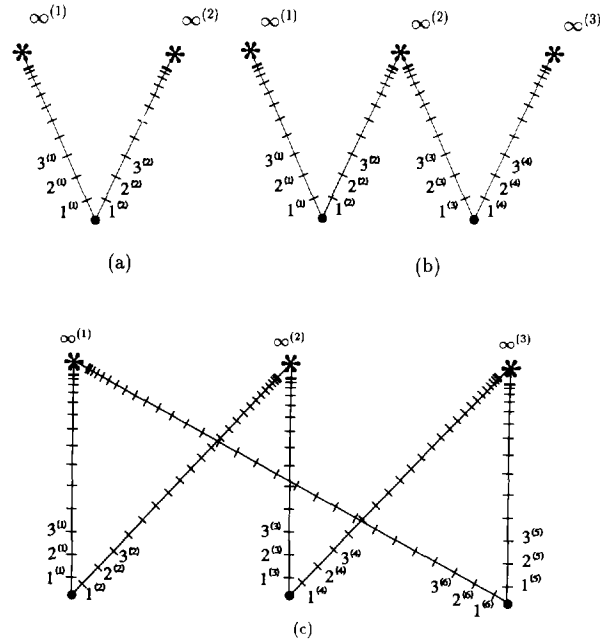 ∞⁽¹⁾ ∞⁽²⁾ ∞⁽¹⁾ ∞⁽²⁾ ∞⁽³⁾
3⁽¹⁾ 3⁽²⁾ 3⁽¹⁾ 3⁽²⁾ 3⁽³⁾ 3⁽⁴⁾
2⁽¹⁾ 2⁽²⁾ 2⁽¹⁾ 2⁽²⁾ 2⁽³⁾ 2⁽⁴⁾
1⁽¹⁾ 1⁽²⁾ 1⁽¹⁾ 1⁽²⁾ 1⁽³⁾ 1⁽⁴⁾
(a) (b)
∞⁽¹⁾ ∞⁽²⁾ ∞⁽³⁾
3⁽¹⁾ 3⁽²⁾ 3⁽³⁾ 3⁽⁴⁾ 3⁽⁶⁾ 3⁽⁵⁾
2⁽¹⁾ 2⁽²⁾ 2⁽³⁾ 2⁽⁴⁾ 2⁽⁶⁾ 2⁽⁵⁾
1⁽¹⁾ 1⁽²⁾ 1⁽³⁾ 1⁽⁴⁾ 1⁽⁶⁾ 1⁽⁵⁾
(c)